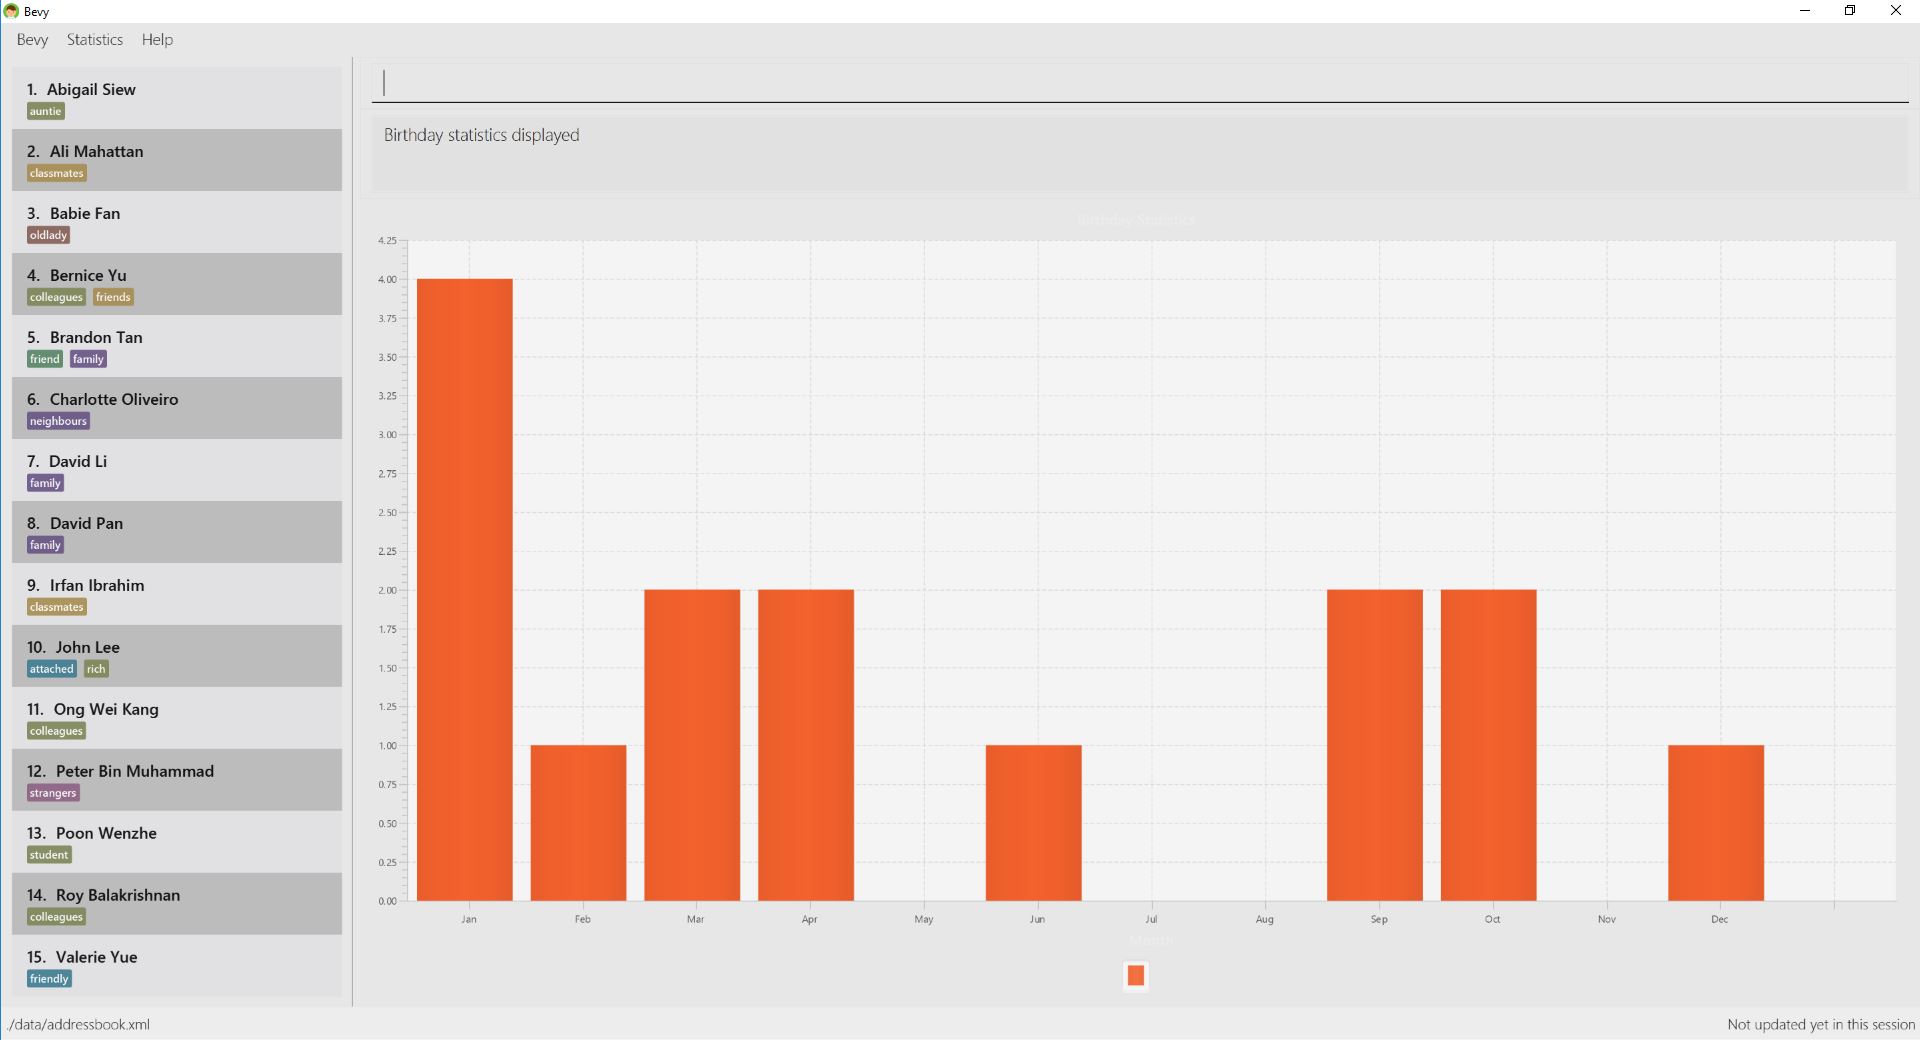 Bevy
Bevy Statistics Help
1. Abigail Siew
auntie
2. Ali Mahattan
classmates
3. Babie Fan
oldlady
4. Bernice Yu
colleagues friends
5. Brandon Tan
friend family
6. Charlotte Oliveiro
neighbours
7. David Li
family
8. David Pan
family
9. Irfan Ibrahim
classmates
10. John Lee
attached rich
11. Ong Wei Kang
colleagues
12. Peter Bin Muhammad
strangers
13. Poon Wenzhe
student
14. Roy Balakrishnan
colleagues
15. Valerie Yue
friendly
Birthday statistics displayed
Birthday Statistics
4.25
4.00
3.75
3.50
3.25
3.00
2.75
2.50
2.25
2.00
1.75
1.50
1.25
1.00
0.75
0.50
0.25
0.00
Jan Feb Mar Apr May Jun Jul Aug Sep Oct Nov Dec
Month
./data/addressbook.xml
Not updated yet in this session